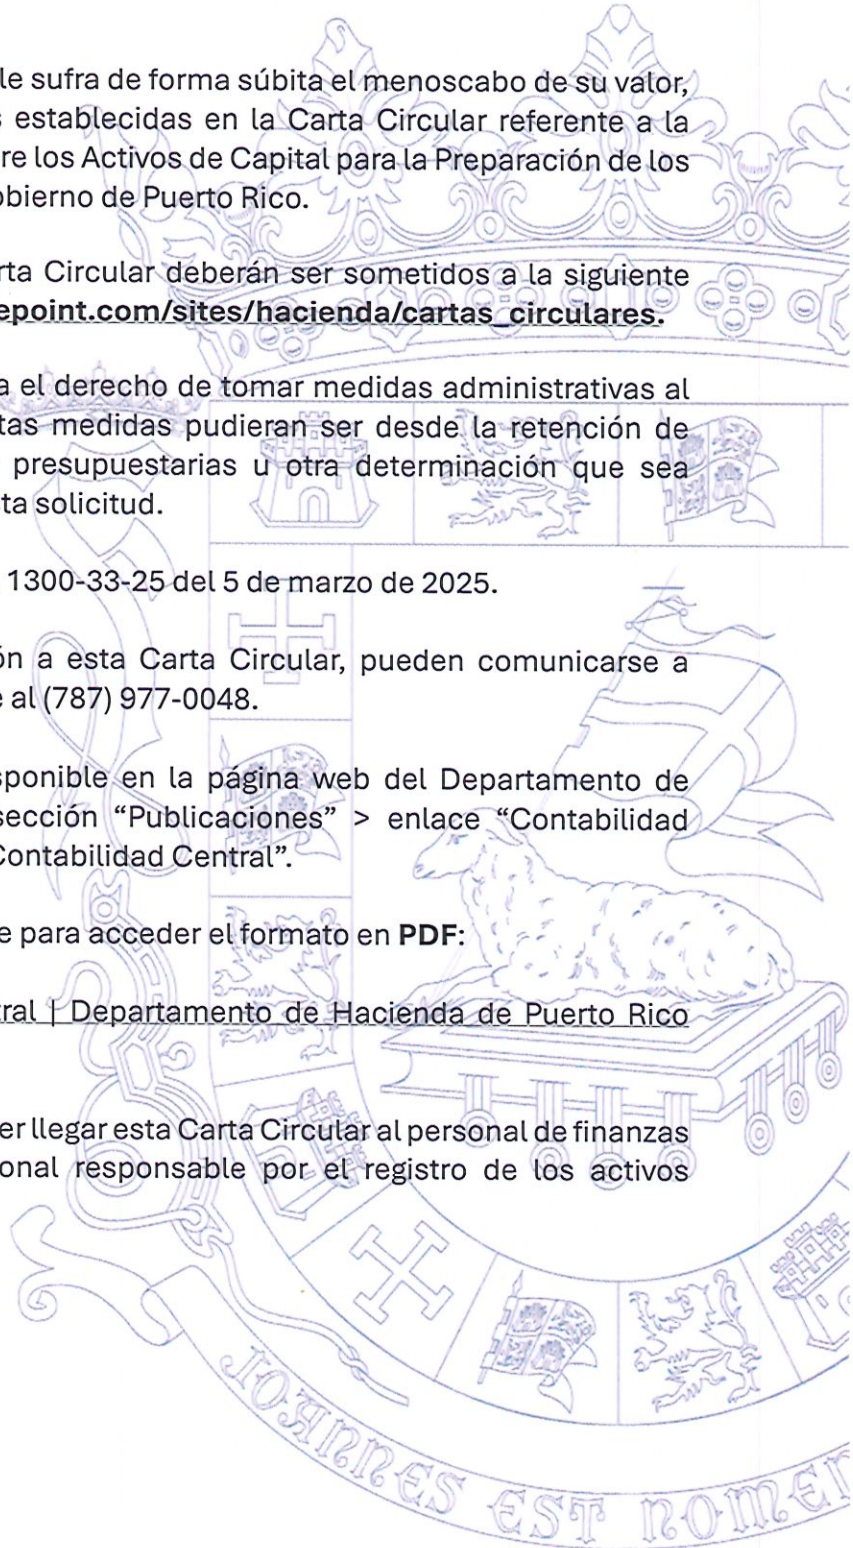 le sufra de forma súbita el menoscabo de su valor,
s establecidas en la Carta Circular referente a la
re los Activos de Capital para la Preparación de los
obierno de Puerto Rico.
rta Circular deberán ser sometidos a la siguiente
epoint.com/sites/hacienda/cartas_circulares.
a el derecho de tomar medidas administrativas al
tas medidas pudieran ser desde la retención de
presupuestarias u otra determinación que sea
ta solicitud.
1300-33-25 del 5 de marzo de 2025.
ón a esta Carta Circular, pueden comunicarse a
e al (787) 977-0048.
sponible en la página web del Departamento de
sección “Publicaciones” > enlace “Contabilidad
Contabilidad Central”.
e para acceder el formato en PDF:
tral | Departamento de Hacienda de Puerto Rico
er llegar esta Carta Circular al personal de finanzas
onal responsable por el registro de los activos
JOANNES EST NOMEN